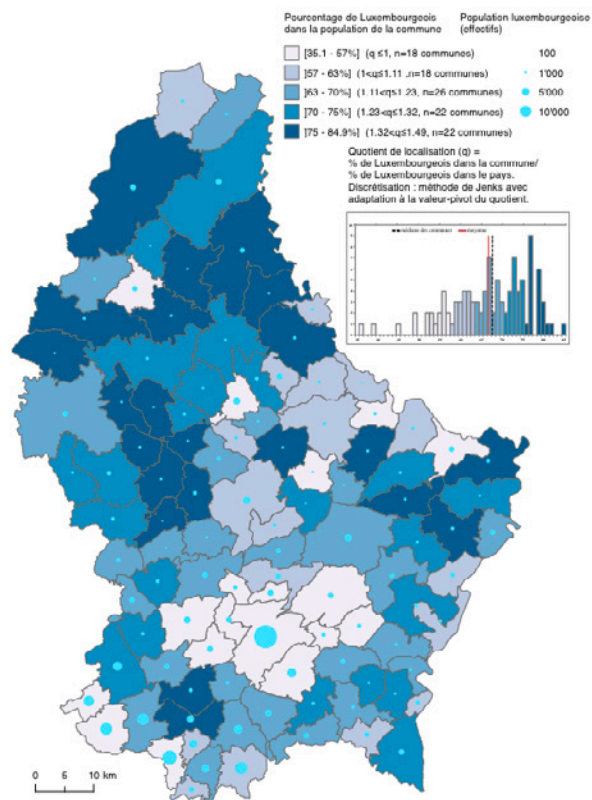 Pourcentage de Luxembourgeois
dans la population de la commune
]35.1 - 57%] (q ≤1, n=18 communes)
]57 - 63%] (1<q≤1.11 ,n=18 communes)
]63 - 70%] (1.11<q≤1.23, n=26 communes)
]70 - 75%] (1.23<q≤1.32, n=22 communes)
]75 - 84.9%] (1.32<q≤1.49, n=22 communes)
Population luxembourgeoise
(effectifs)
100
1'000
5'000
10'000
Quotient de localisation (q) =
% de Luxembourgeois dans la commune/
% de Luxembourgeois dans le pays.
Discrétisation : méthode de Jenks avec
adaptation à la valeur-pivot du quotient.
médiane des communes
moyenne
0 5 10 km